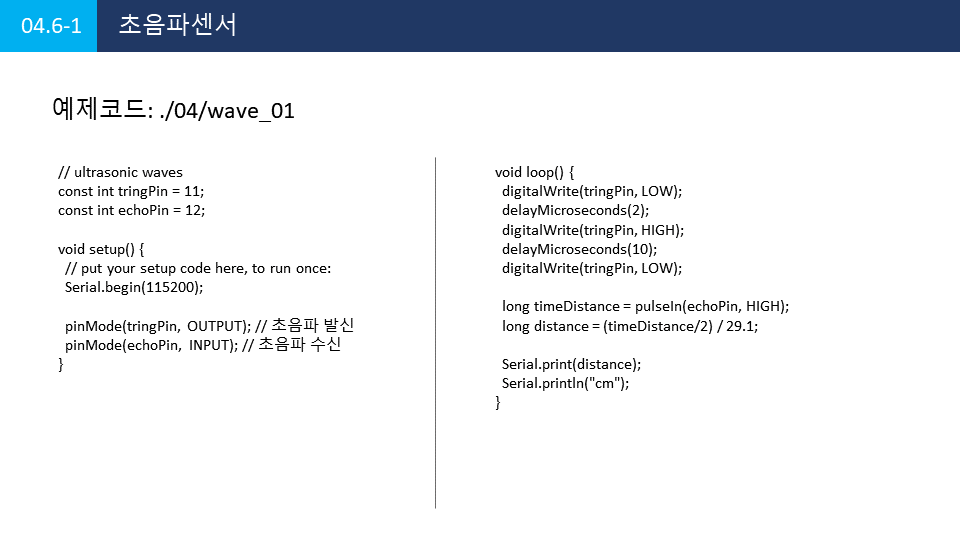 04.6-1
초음파센서
예제코드: ./04/wave_01
// ultrasonic waves
const int tringPin = 11;
const int echoPin = 12;
void setup() {
// put your setup code here, to run once:
Serial.begin(115200);
pinMode(tringPin, OUTPUT); // 초음파 발신
pinMode(echoPin, INPUT); // 초음파 수신
}
void loop() {
digitalWrite(tringPin, LOW);
delayMicroseconds(2);
digitalWrite(tringPin, HIGH);
delayMicroseconds(10);
digitalWrite(tringPin, LOW);
long timeDistance = pulseIn(echoPin, HIGH);
long distance = (timeDistance/2) / 29.1;
Serial.print(distance);
Serial.println("cm");
}